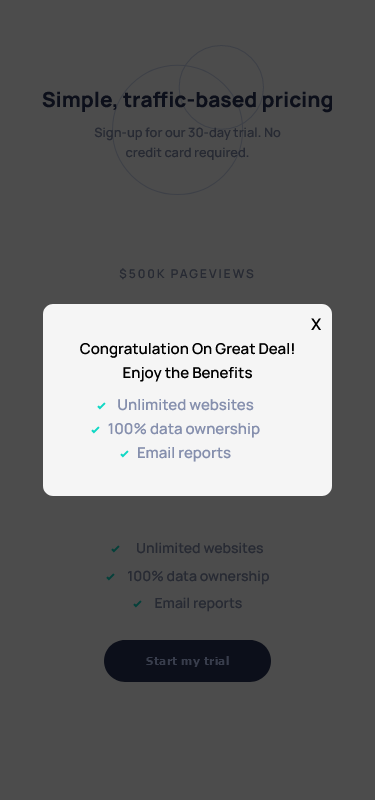 Simple, traffic-based pricing
Sign-up for our 30-day trial. No
credit card required.
$500K PAGEVIEWS
X
Congratulation On Great Deal!
Enjoy the Benefits
Unlimited websites
100% data ownership
Email reports
Unlimited websites
100% data ownership
Email reports
Start my trial